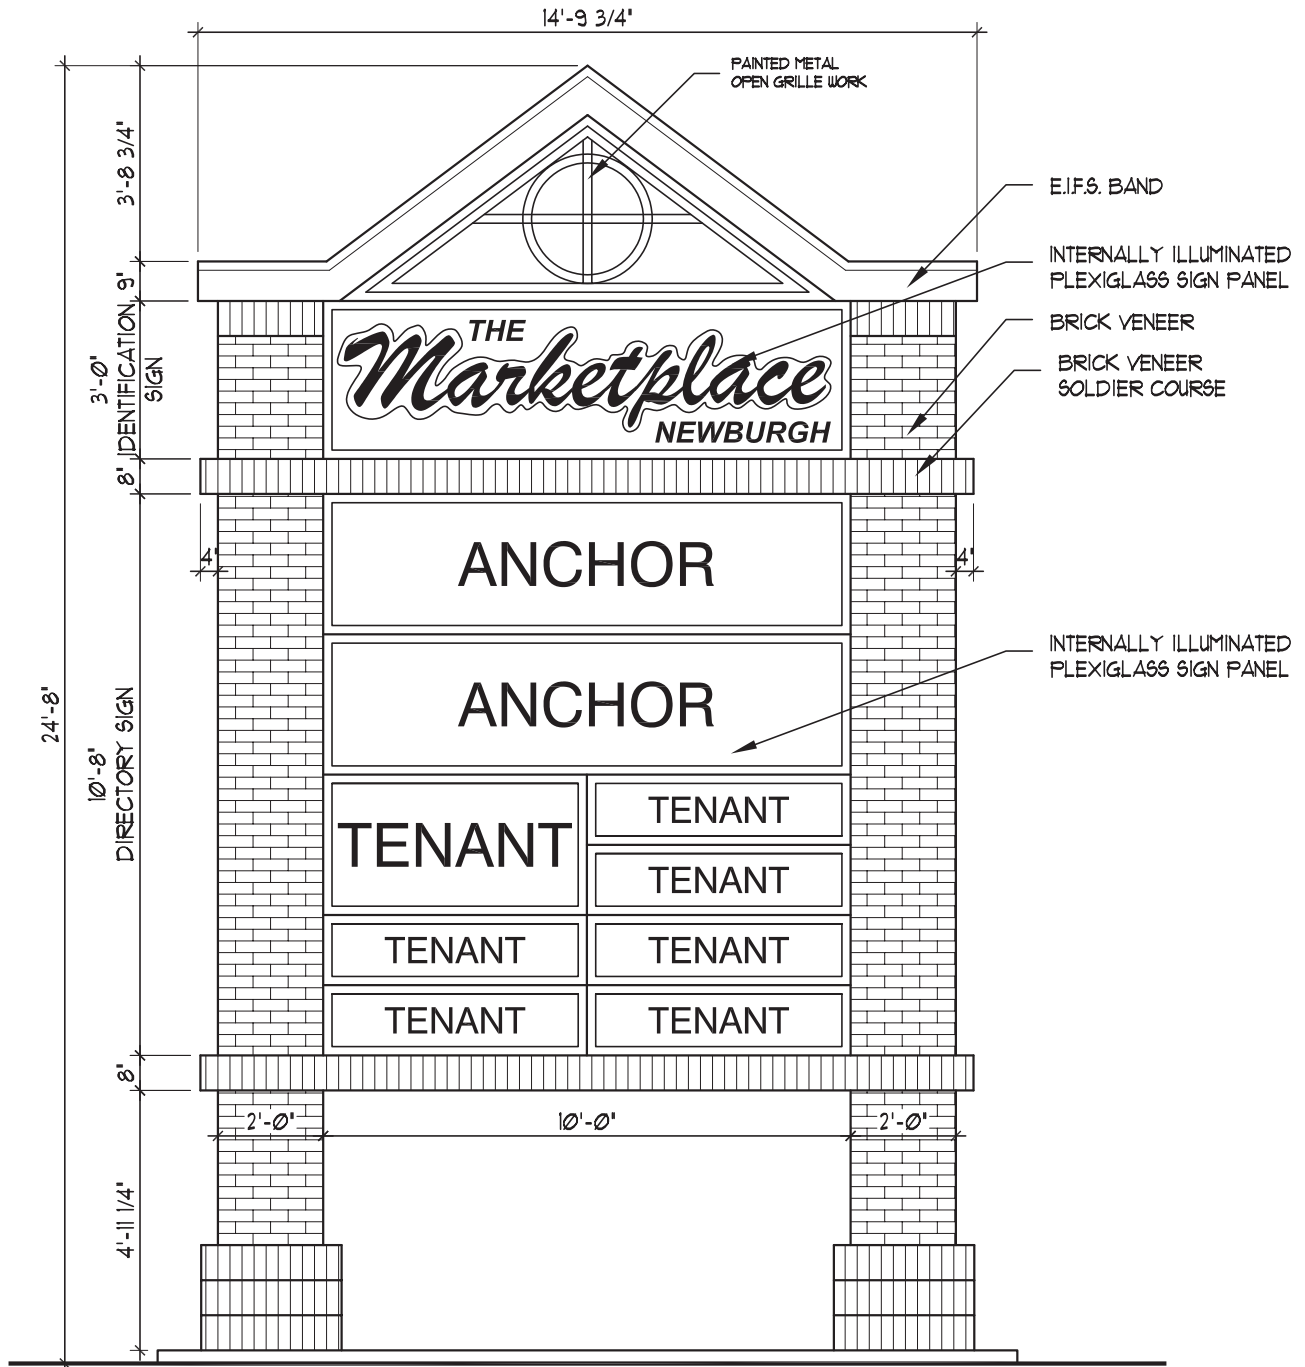 14'-9 3/4"
PAINTED METAL
OPEN GRILLE WORK
3'-8 3/4"
E.I.F.S. BAND
INTERNALLY ILLUMINATED
PLEXIGLASS SIGN PANEL
9"
BRICK VENEER
BRICK VENEER
SOLDIER COURSE
3'-0"
IDENTIFICATION
SIGN
THE
Marketplace
NEWBURGH
8"
4"
4"
ANCHOR
INTERNALLY ILLUMINATED
PLEXIGLASS SIGN PANEL
ANCHOR
24'-8"
10'-8"
DIRECTORY SIGN
TENANT
TENANT
TENANT
TENANT
TENANT
TENANT
TENANT
8"
2'-0"
10'-0"
2'-0"
4'-11 1/4"